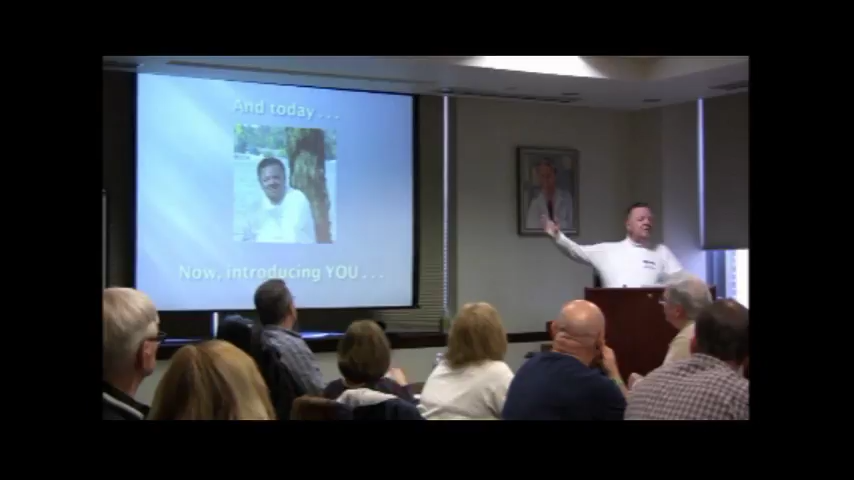 And today . . .
Now, introducing YOU . . .